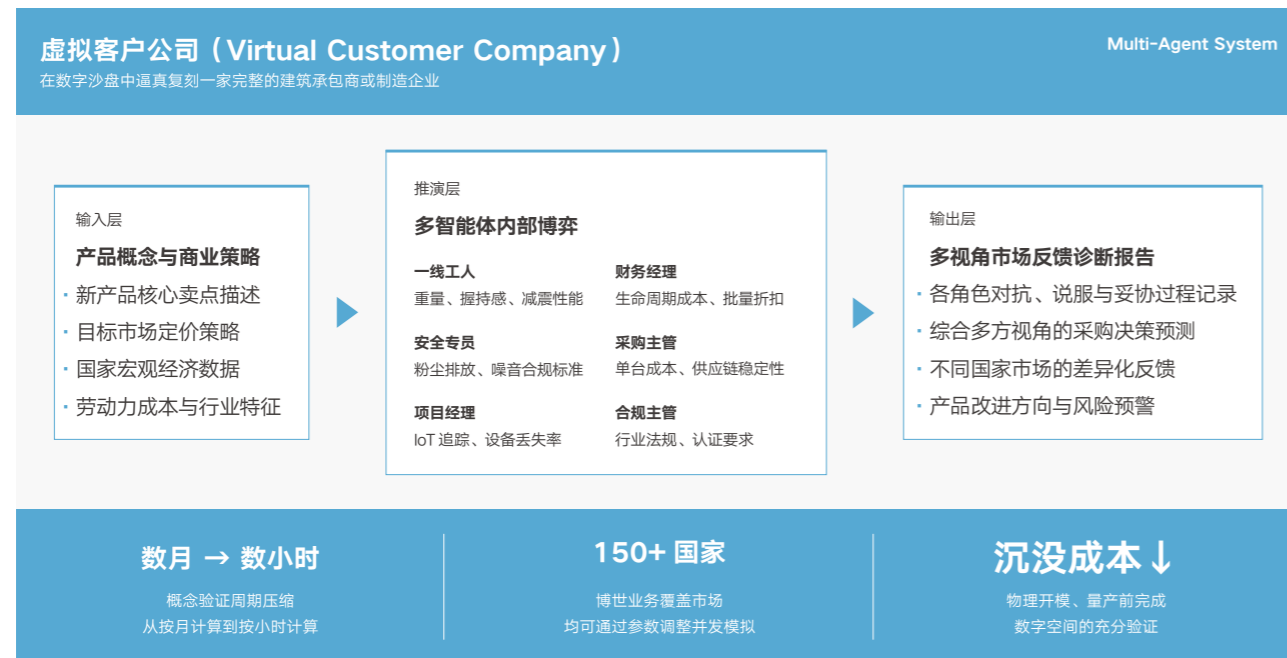 虚拟客户公司（Virtual Customer Company）
Multi-Agent System
在数字沙盘中逼真复刻一家完整的建筑承包商或制造企业
输入层
产品概念与商业策略
· 新产品核心卖点描述
· 目标市场定价策略
· 国家宏观经济数据
· 劳动力成本与行业特征
推演层
多智能体内部博弈
一线工人
重量、握持感、减震性能
财务经理
生命周期成本、批量折扣
安全专员
粉尘排放、噪音合规标准
采购主管
单台成本、供应链稳定性
项目经理
IoT 追踪、设备丢失率
合规主管
行业法规、认证要求
输出层
多视角市场反馈诊断报告
· 各角色对抗、说服与妥协过程记录
· 综合多方视角的采购决策预测
· 不同国家市场的差异化反馈
· 产品改进方向与风险预警
数月 → 数小时
概念验证周期压缩
从按月计算到按小时计算
150+ 国家
博世业务覆盖市场
均可通过参数调整并发模拟
沉没成本↓
物理开模、量产前完成
数字空间的充分验证